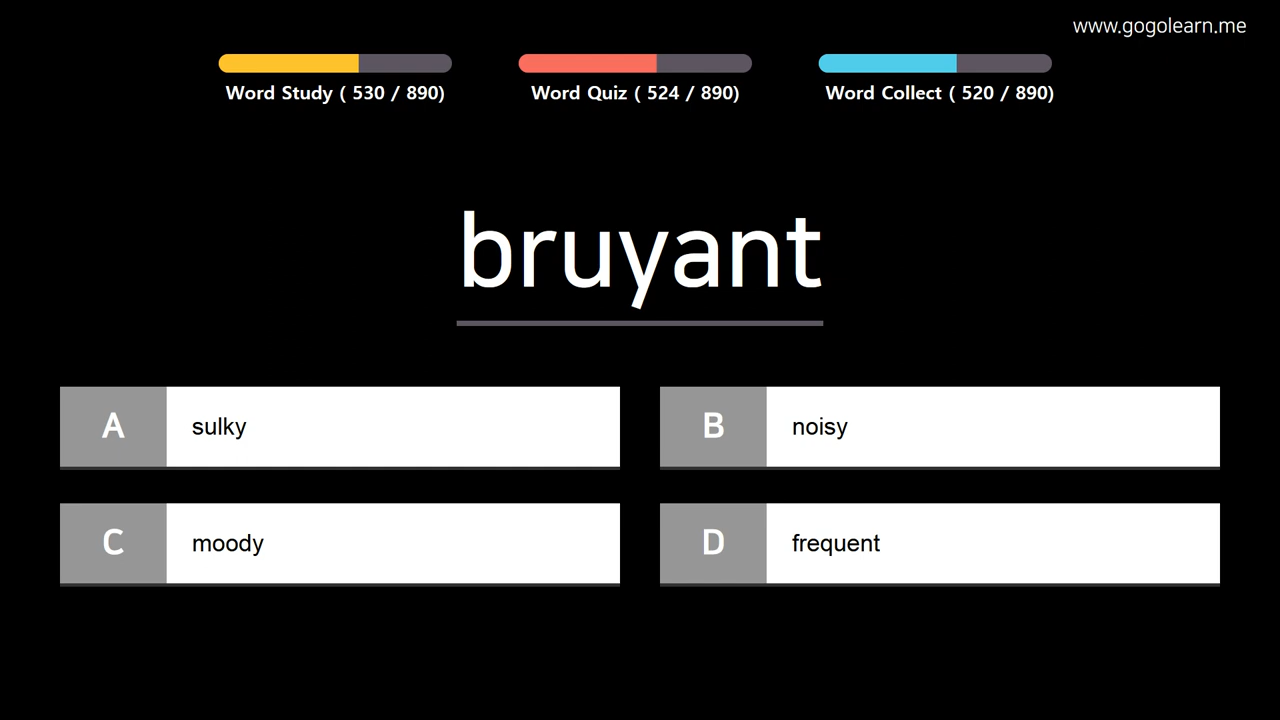 www.gogolearn.me
Word Study ( 530 / 890)
Word Quiz ( 524 / 890)
Word Collect ( 520 / 890)
bruyant
A
sulky
B
noisy
C
moody
D
frequent